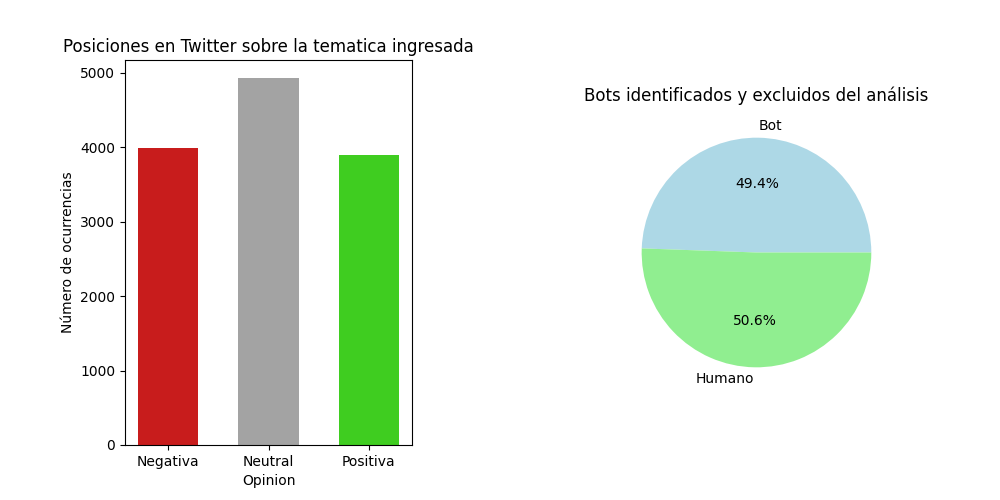 Posiciones en Twitter sobre la tematica ingresada
5000
4000
3000
2000
1000
0
Número de ocurrencias
Negativa
Neutral
Positiva
Opinion
Bots identificados y excluidos del análisis
Bot
49.4%
50.6%
Humano